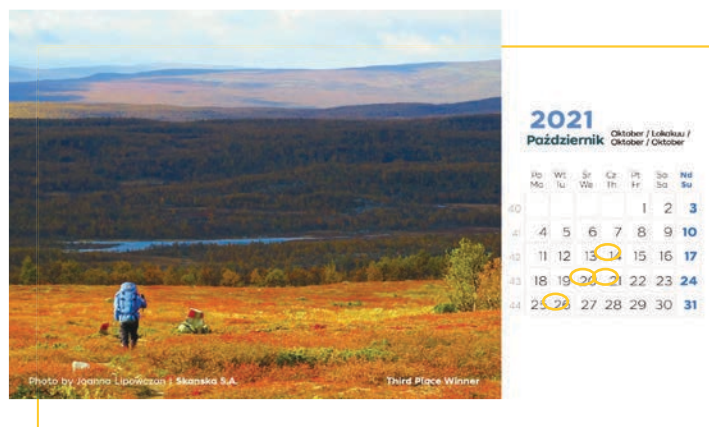 2021
Październik Oktober / Lokakuu /
Oktober / Oktober
Po Wt Śr Cz Pt So Nd
Mo Tu We Th Fr Sa Su
40 1 2 3
41 4 5 6 7 8 9 10
42 11 12 13 14 15 16 17
43 18 19 20 21 22 23 24
44 25 26 27 28 29 30 31
Photo by Joanna Lipowczan | Skanska S.A. Third Place Winner